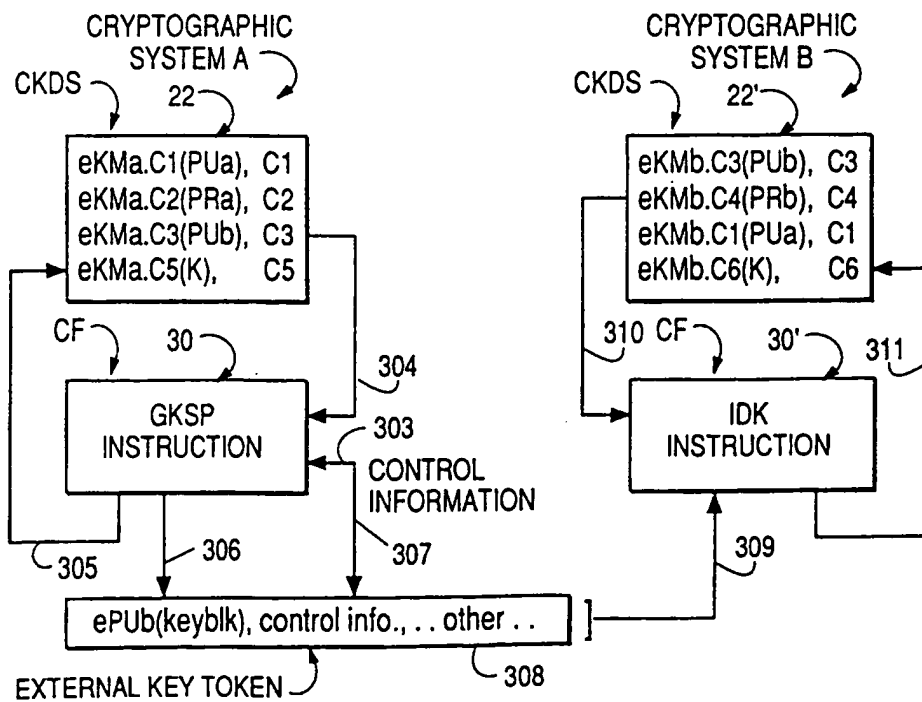 CRYPTOGRAPHIC
SYSTEM A
CKDS
22
eKMa.C1(PUa), C1
eKMa.C2(PRa), C2
eKMa.C3(PUb), C3
eKMa.C5(K), C5
CF
30
304
GKSP
INSTRUCTION
303
CONTROL
INFORMATION
305
306
307
ePUb(keyblk), control info., . . other . .
EXTERNAL KEY TOKEN
308
CRYPTOGRAPHIC
SYSTEM B
CKDS
22'
eKMb.C3(PUb), C3
eKMb.C4(PRb), C4
eKMb.C1(PUa), C1
eKMb.C6(K), C6
310
CF
30'
311
IDK
INSTRUCTION
309